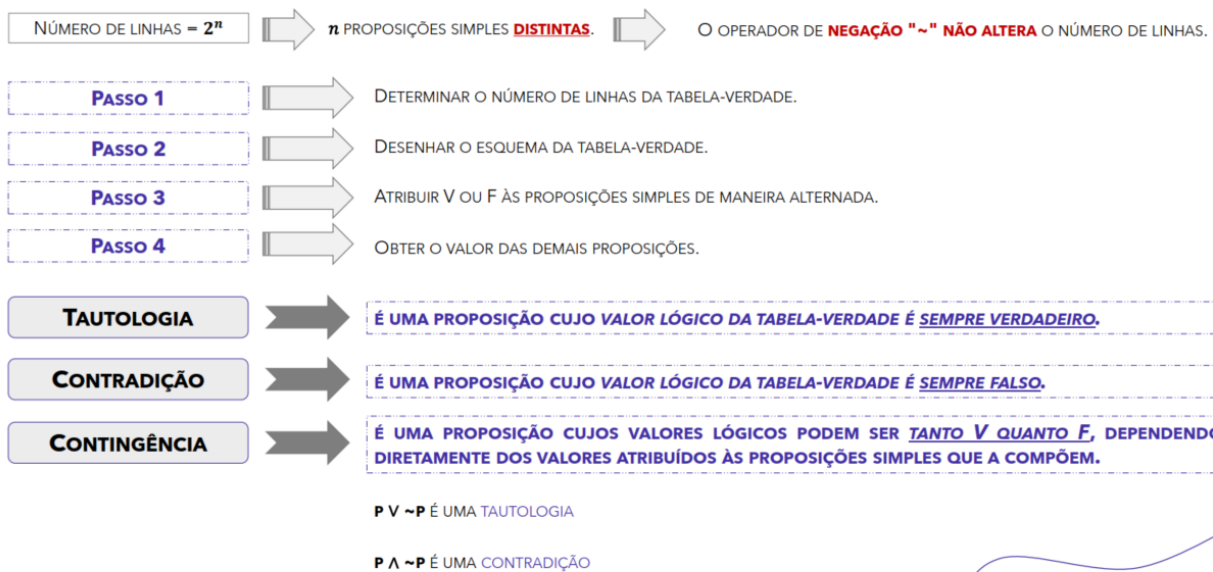 NÚMERO DE LINHAS = 2ⁿ
n PROPOSIÇÕES SIMPLES DISTINTAS.
O OPERADOR DE NEGAÇÃO "~" NÃO ALTERA O NÚMERO DE LINHAS.
PASSO 1
DETERMINAR O NÚMERO DE LINHAS DA TABELA-VERDADE.
PASSO 2
DESENHAR O ESQUEMA DA TABELA-VERDADE.
PASSO 3
ATRIBUIR V OU F ÀS PROPOSIÇÕES SIMPLES DE MANEIRA ALTERNADA.
PASSO 4
OBTER O VALOR DAS DEMAIS PROPOSIÇÕES.
TAUTOLOGIA
É UMA PROPOSIÇÃO CUJO VALOR LÓGICO DA TABELA-VERDADE É SEMPRE VERDADEIRO.
CONTRADIÇÃO
É UMA PROPOSIÇÃO CUJO VALOR LÓGICO DA TABELA-VERDADE É SEMPRE FALSO.
CONTINGÊNCIA
É UMA PROPOSIÇÃO CUJOS VALORES LÓGICOS PODEM SER TANTO V QUANTO F, DEPENDENDO
DIRETAMENTE DOS VALORES ATRIBUÍDOS ÀS PROPOSIÇÕES SIMPLES QUE A COMPÕEM.
P V ~P É UMA TAUTOLOGIA
P Λ ~P É UMA CONTRADIÇÃO